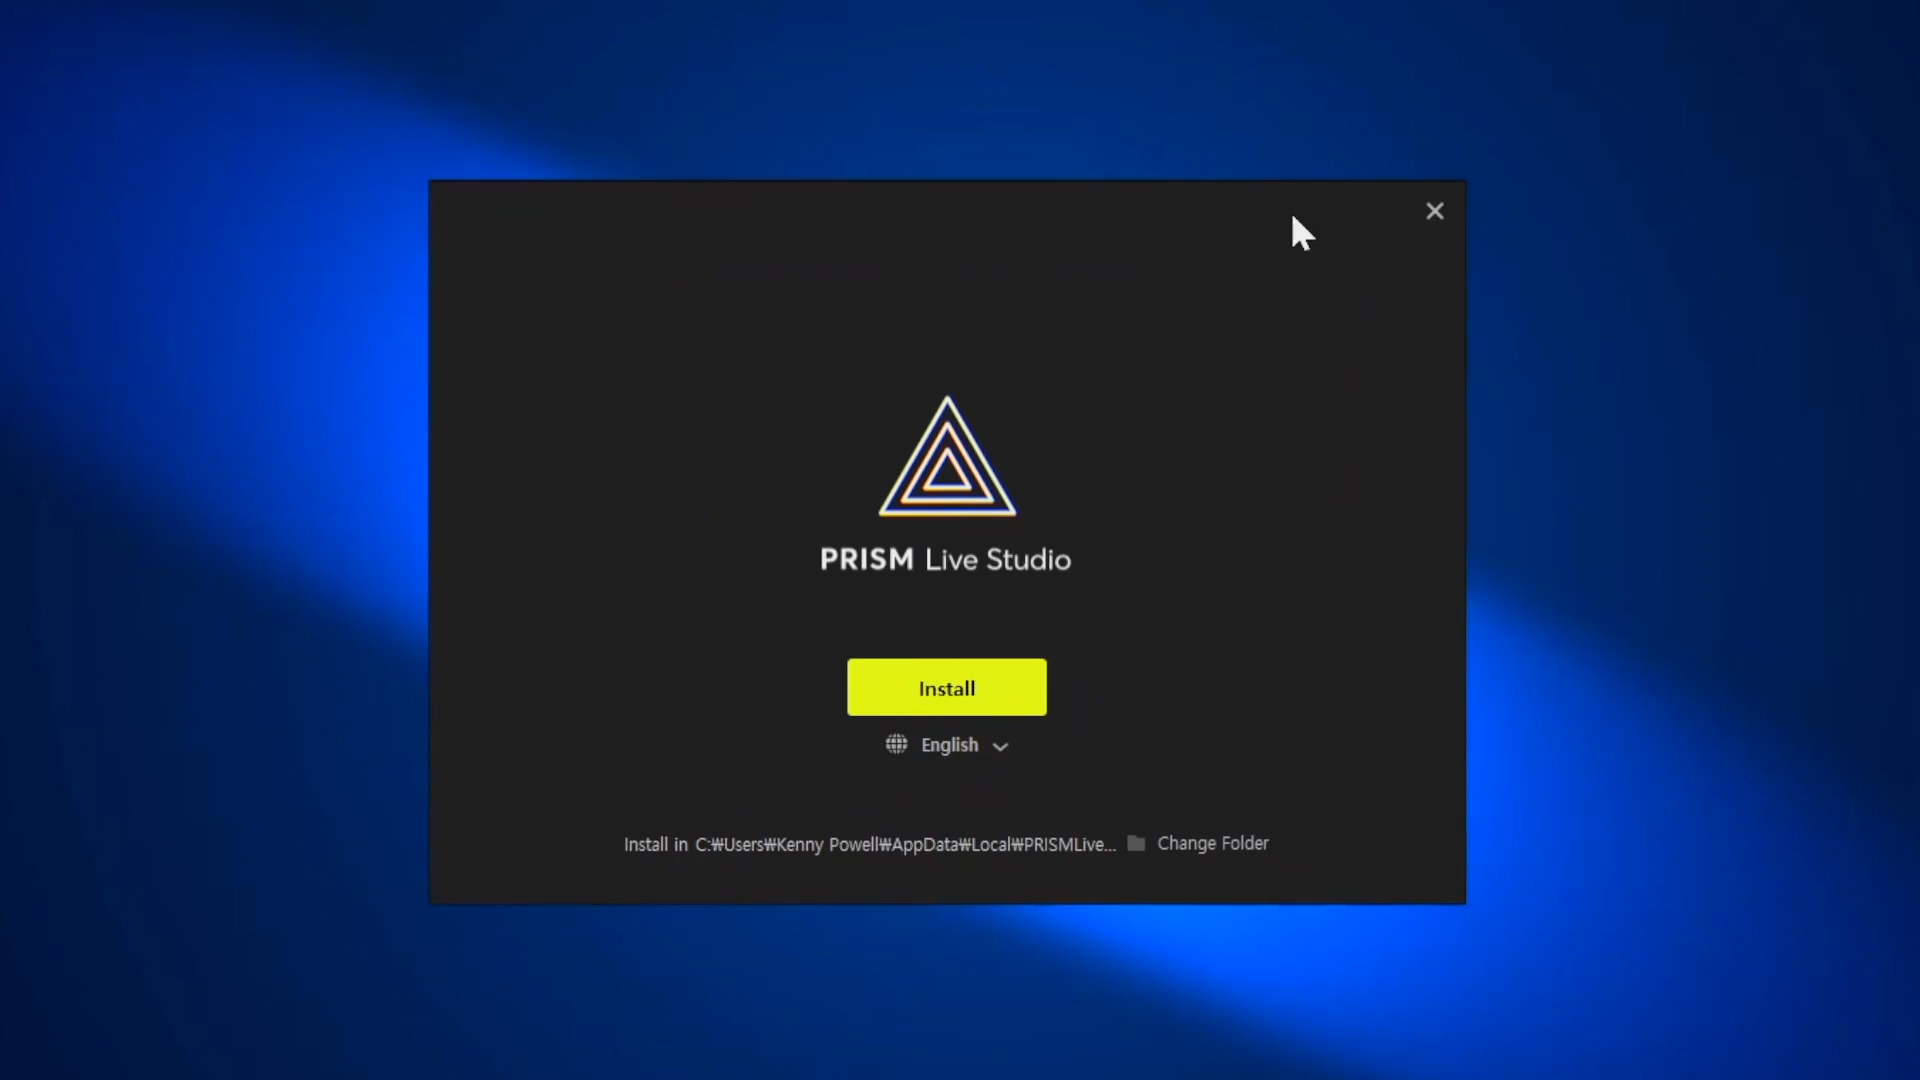 PRISM Live Studio
Install
English
Install in C:₩Users₩Kenny Powell₩AppData₩Local₩PRISMLive... Change Folder